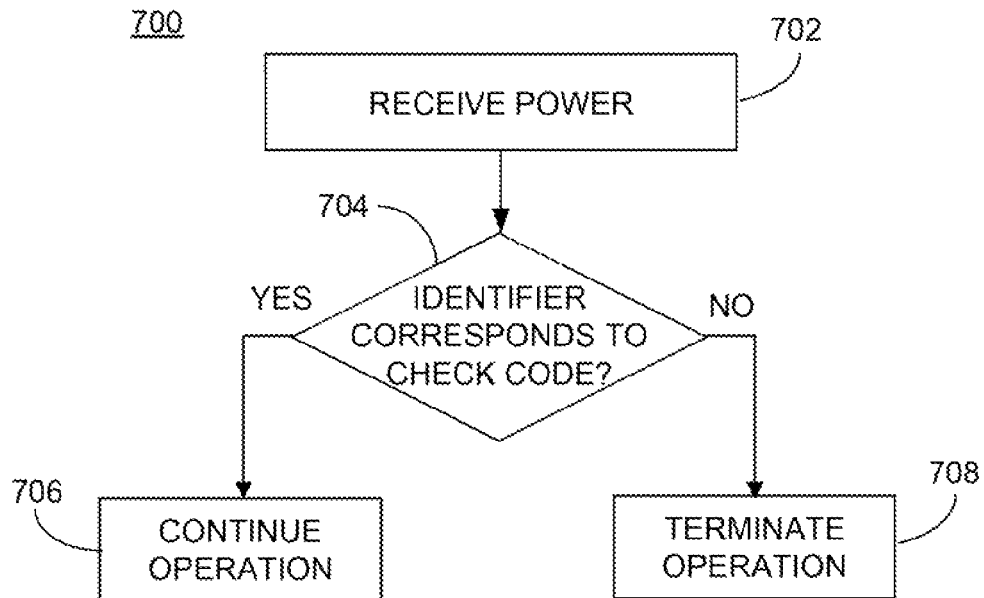 700
702
RECEIVE POWER
704
YES
IDENTIFIER
CORRESPONDS TO
CHECK CODE?
NO
706
CONTINUE
OPERATION
708
TERMINATE
OPERATION